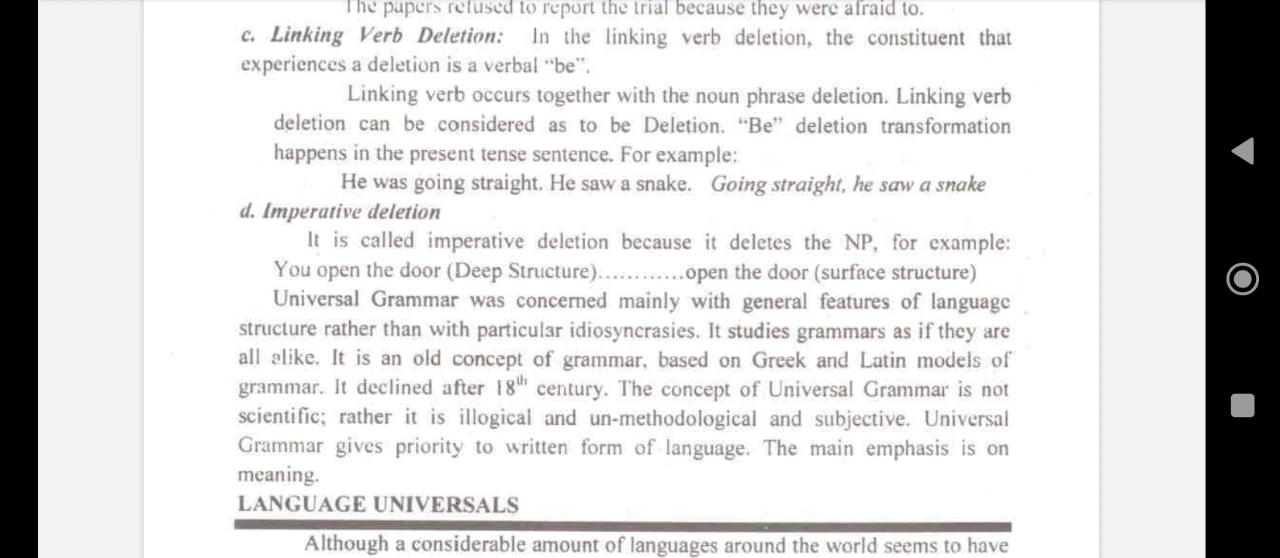 The papers refused to report the trial because they were afraid to.
c. Linking Verb Deletion: In the linking verb deletion, the constituent that
experiences a deletion is a verbal "be".
Linking verb occurs together with the noun phrase deletion. Linking verb
deletion can be considered as to be Deletion. "Be" deletion transformation
happens in the present tense sentence. For example:
He was going straight. He saw a snake. Going straight, he saw a snake
d. Imperative deletion
It is called imperative deletion because it deletes the NP, for example:
You open the door (Deep Structure)............open the door (surface structure)
Universal Grammar was concerned mainly with general features of language
structure rather than with particular idiosyncrasies. It studies grammars as if they are
all alike. It is an old concept of grammar, based on Greek and Latin models of
grammar. It declined after 18th century. The concept of Universal Grammar is not
scientific; rather it is illogical and un-methodological and subjective. Universal
Grammar gives priority to written form of language. The main emphasis is on
meaning.
LANGUAGE UNIVERSALS
Although a considerable amount of languages around the world seems to have